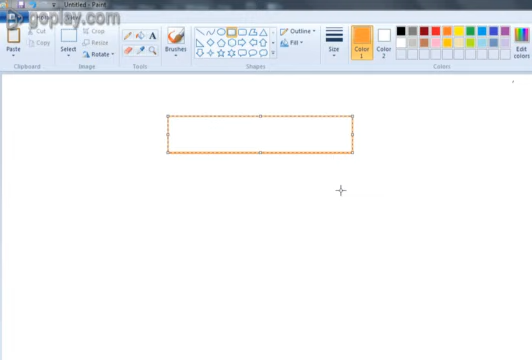 Untitled - Paint
goplay.com
Paste
Cut
Copy
Clipboard
Select
Crop
Resize
Rotate
Image
Tools
Brushes
Shapes
Outline
Fill
Size
Color 1
Color 2
Edit colors
Colors